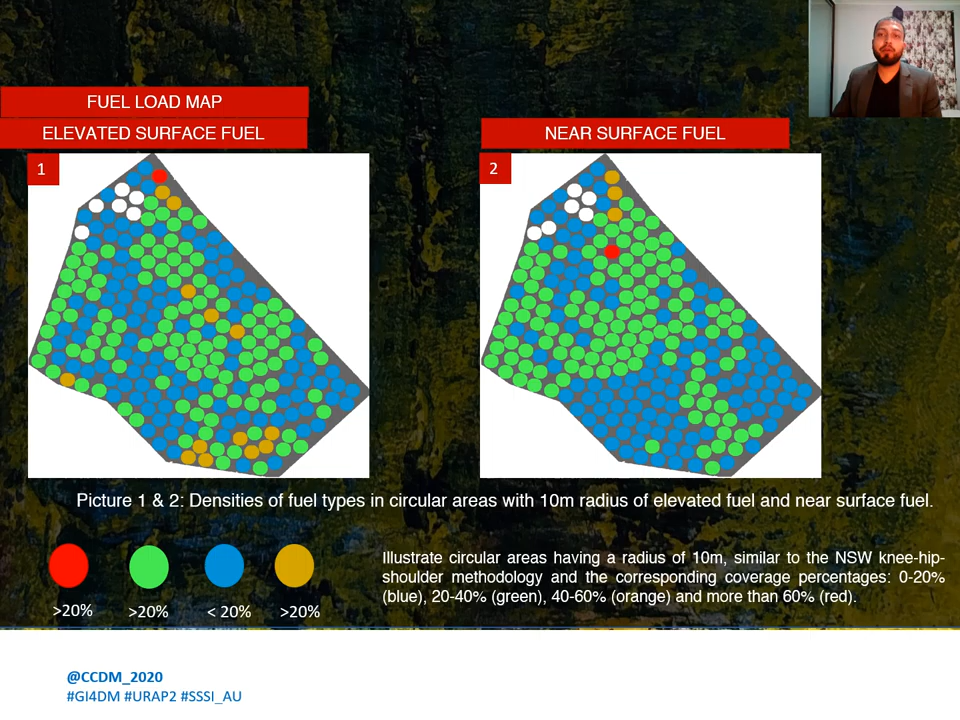 FUEL LOAD MAP
ELEVATED SURFACE FUEL
NEAR SURFACE FUEL
1
2
Picture 1 & 2: Densities of fuel types in circular areas with 10m radius of elevated fuel and near surface fuel.
>20%
>20%
< 20%
>20%
Illustrate circular areas having a radius of 10m, similar to the NSW knee-hip-
shoulder methodology and the corresponding coverage percentages: 0-20%
(blue), 20-40% (green), 40-60% (orange) and more than 60% (red).
@CCDM_2020
#GI4DM #URAP2 #SSSI_AU